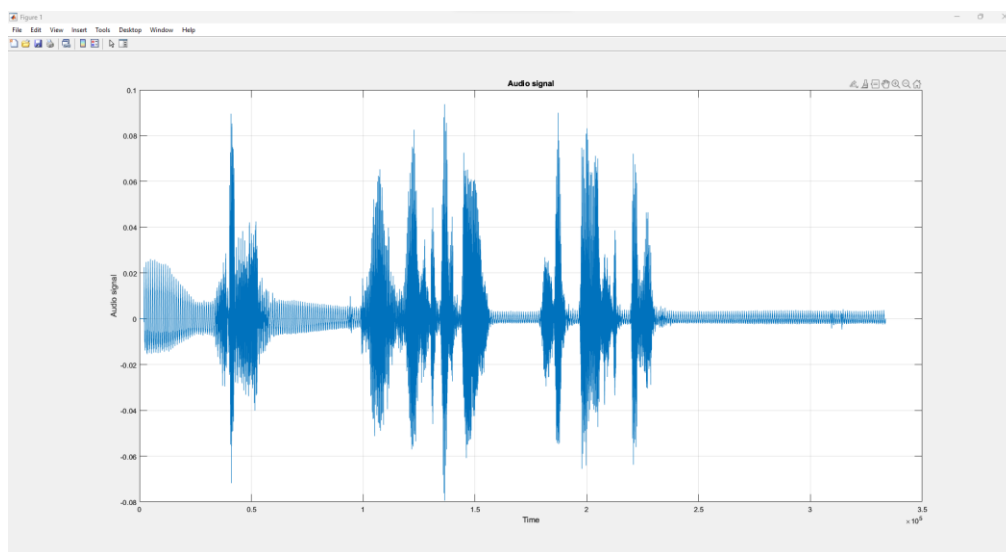 Figure 1
File Edit View Insert Tools Desktop Window Help
Audio signal
0.1
0.08
0.06
0.04
0.02
0
-0.02
-0.04
-0.06
-0.08
Audio signal
0 0.5 1 1.5 2 2.5 3 3.5
Time
×10⁵